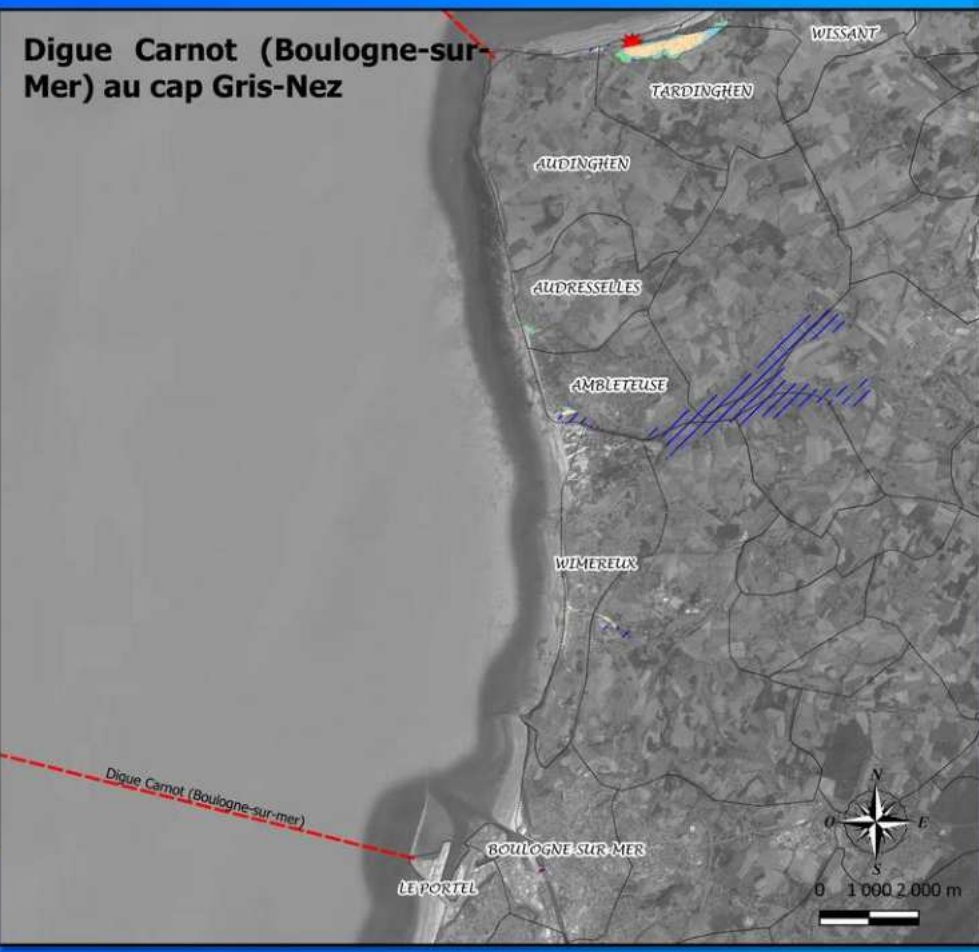 Digue Carnot (Boulogne-sur-
Mer) au cap Gris-Nez
WISSANT
TARDINGHEN
AUDINGHEN
AUDRESSELLES
AMBLETEUSE
WIMEREUX
Digue Carnot (Boulogne-sur-mer)
N
O E
S
BOULOGNE SUR MER
LE PORTEL
0 1 000 2 000 m